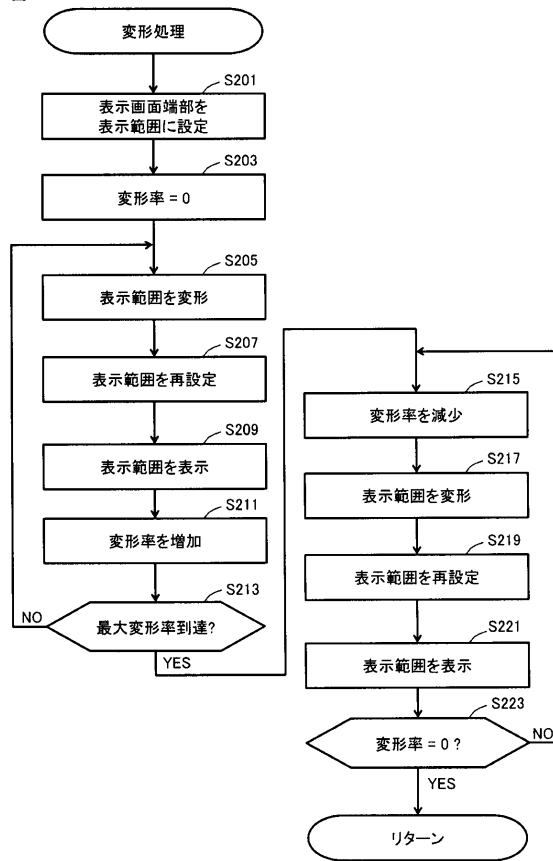 変形処理
S201
表示画面端部を
表示範囲に設定
S203
変形率 = 0
S205
表示範囲を変形
S207
表示範囲を再設定
S209
表示範囲を表示
S211
変形率を増加
S213
最大変形率到達?
NO
YES
S215
変形率を減少
S217
表示範囲を変形
S219
表示範囲を再設定
S221
表示範囲を表示
S223
変形率 = 0 ?
NO
YES
リターン